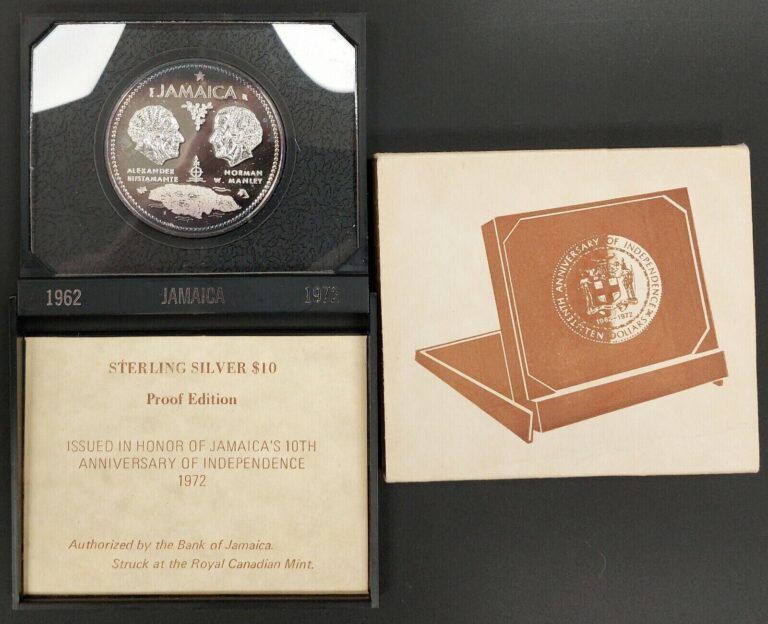 JAMAICA
ALEXANDER
BUSTAMANTE
NORMAN
W. MANLEY
1962 JAMAICA 1972
STERLING SILVER $10
Proof Edition
ISSUED IN HONOR OF JAMAICA'S 10TH
ANNIVERSARY OF INDEPENDENCE
1972
Authorized by the Bank of Jamaica.
Struck at the Royal Canadian Mint.
TENTH ANNIVERSARY OF INDEPENDENCE
1962-1972
TEN DOLLARS